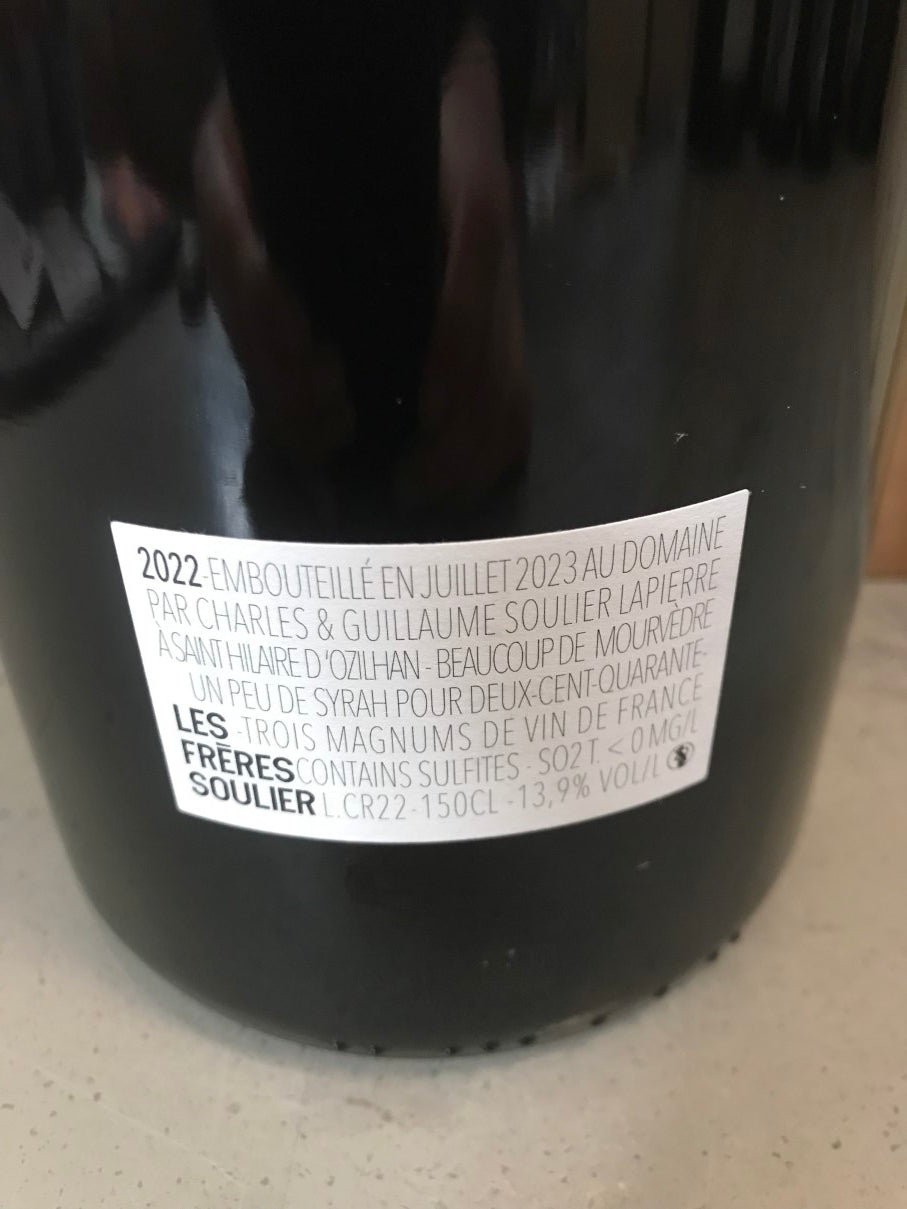 2022-EMBOUTEILLÉ EN JUILLET 2023 AU DOMAINE
PAR CHARLES & GUILLAUME SOULIER LAPIERRE
À SAINT HILAIRE D'OZILHAN - BEAUCOUP DE MOURVÈDRE
UN PEU DE SYRAH POUR DEUX-CENT-QUARANTE-
LES -TROIS MAGNUMS DE VIN DE FRANCE
FRĒRES CONTAINS SULFITES - SO2 T. < 0 MG/L
SOULIER L.CR22-150CL -13,9% VOL/L